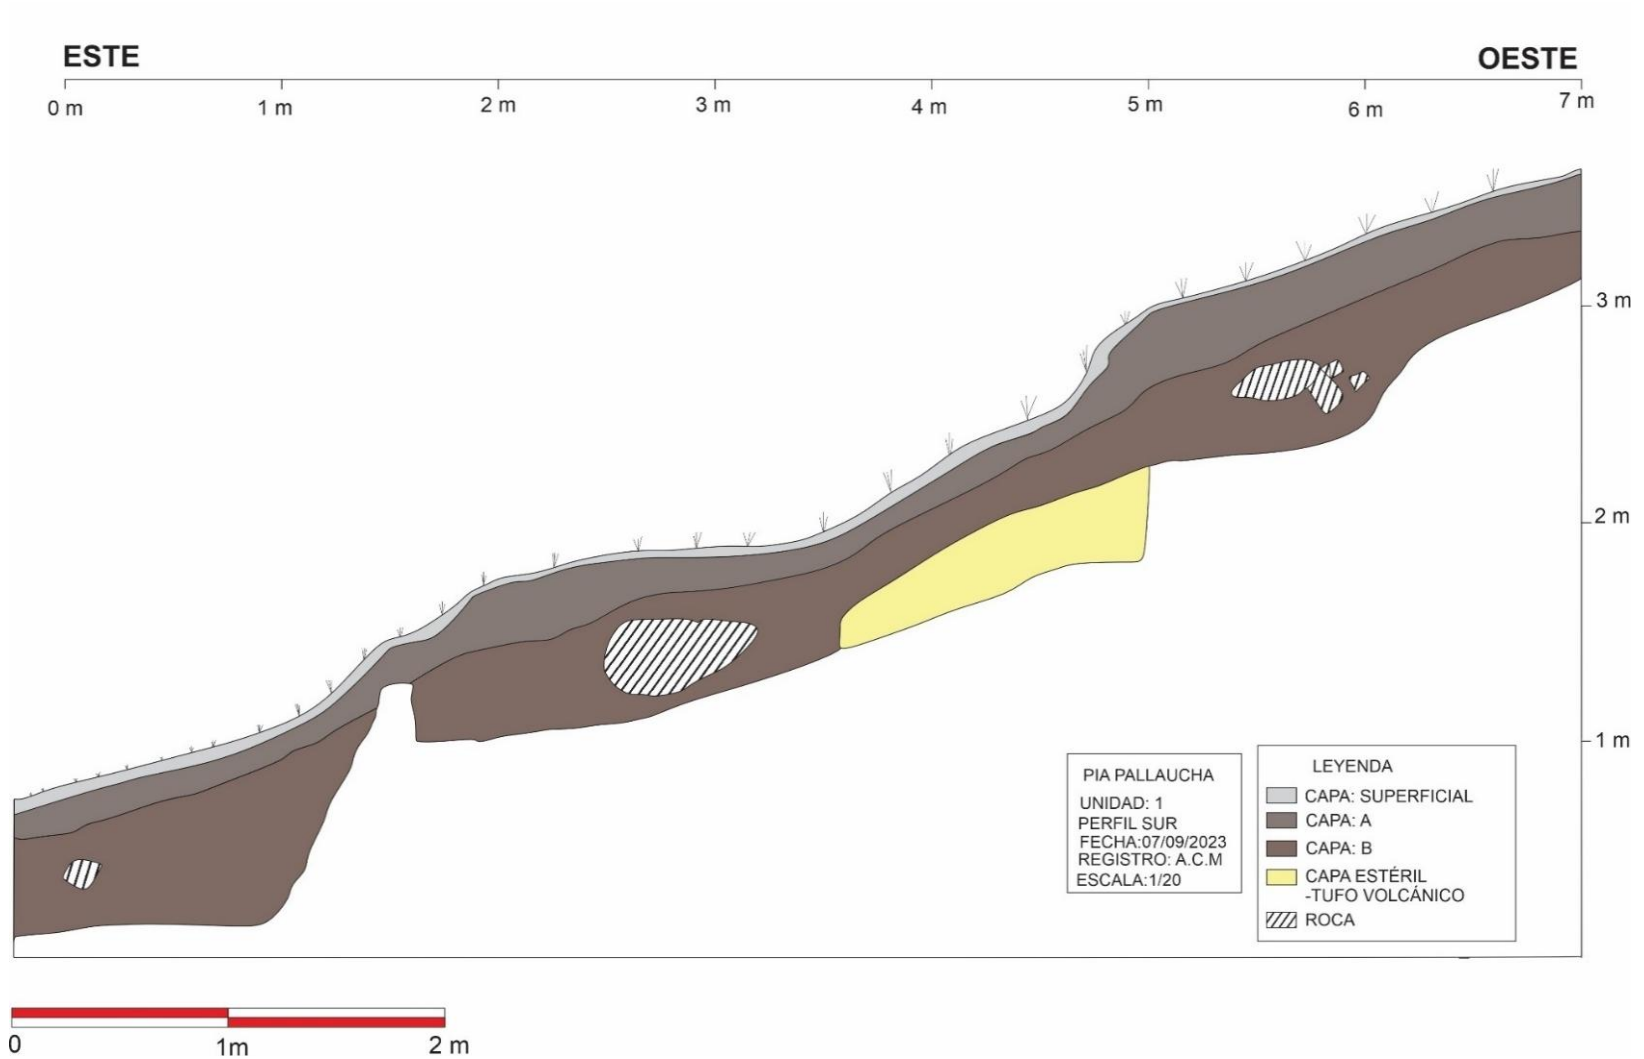 ESTE
OESTE
0 m 1 m 2 m 3 m 4 m 5 m 6 m 7 m
3 m
2 m
1 m
PIA PALLAUCHA
UNIDAD: 1
PERFIL SUR
FECHA:07/09/2023
REGISTRO: A.C.M
ESCALA:1/20
LEYENDA
CAPA: SUPERFICIAL
CAPA: A
CAPA: B
CAPA ESTÉRIL
-TUFO VOLCÁNICO
ROCA
0 1m 2 m